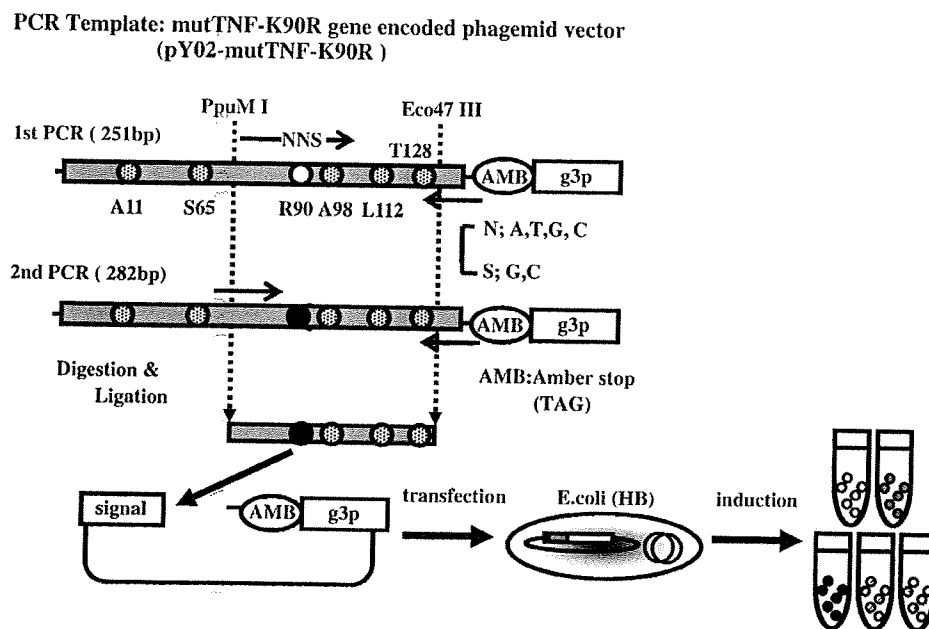 PCR Template: mutTNF-K90R gene encoded phagemid vector
(pY02-mutTNF-K90R )
PpuM I
Eco47 III
1st PCR ( 251bp)
NNS
T128
AMB
g3p
A11
S65
R90 A98
L112
N; A,T,G, C
S; G,C
2nd PCR ( 282bp)
AMB
g3p
Digestion &
Ligation
AMB:Amber stop
(TAG)
signal
AMB
g3p
transfection
E.coli (HB)
induction